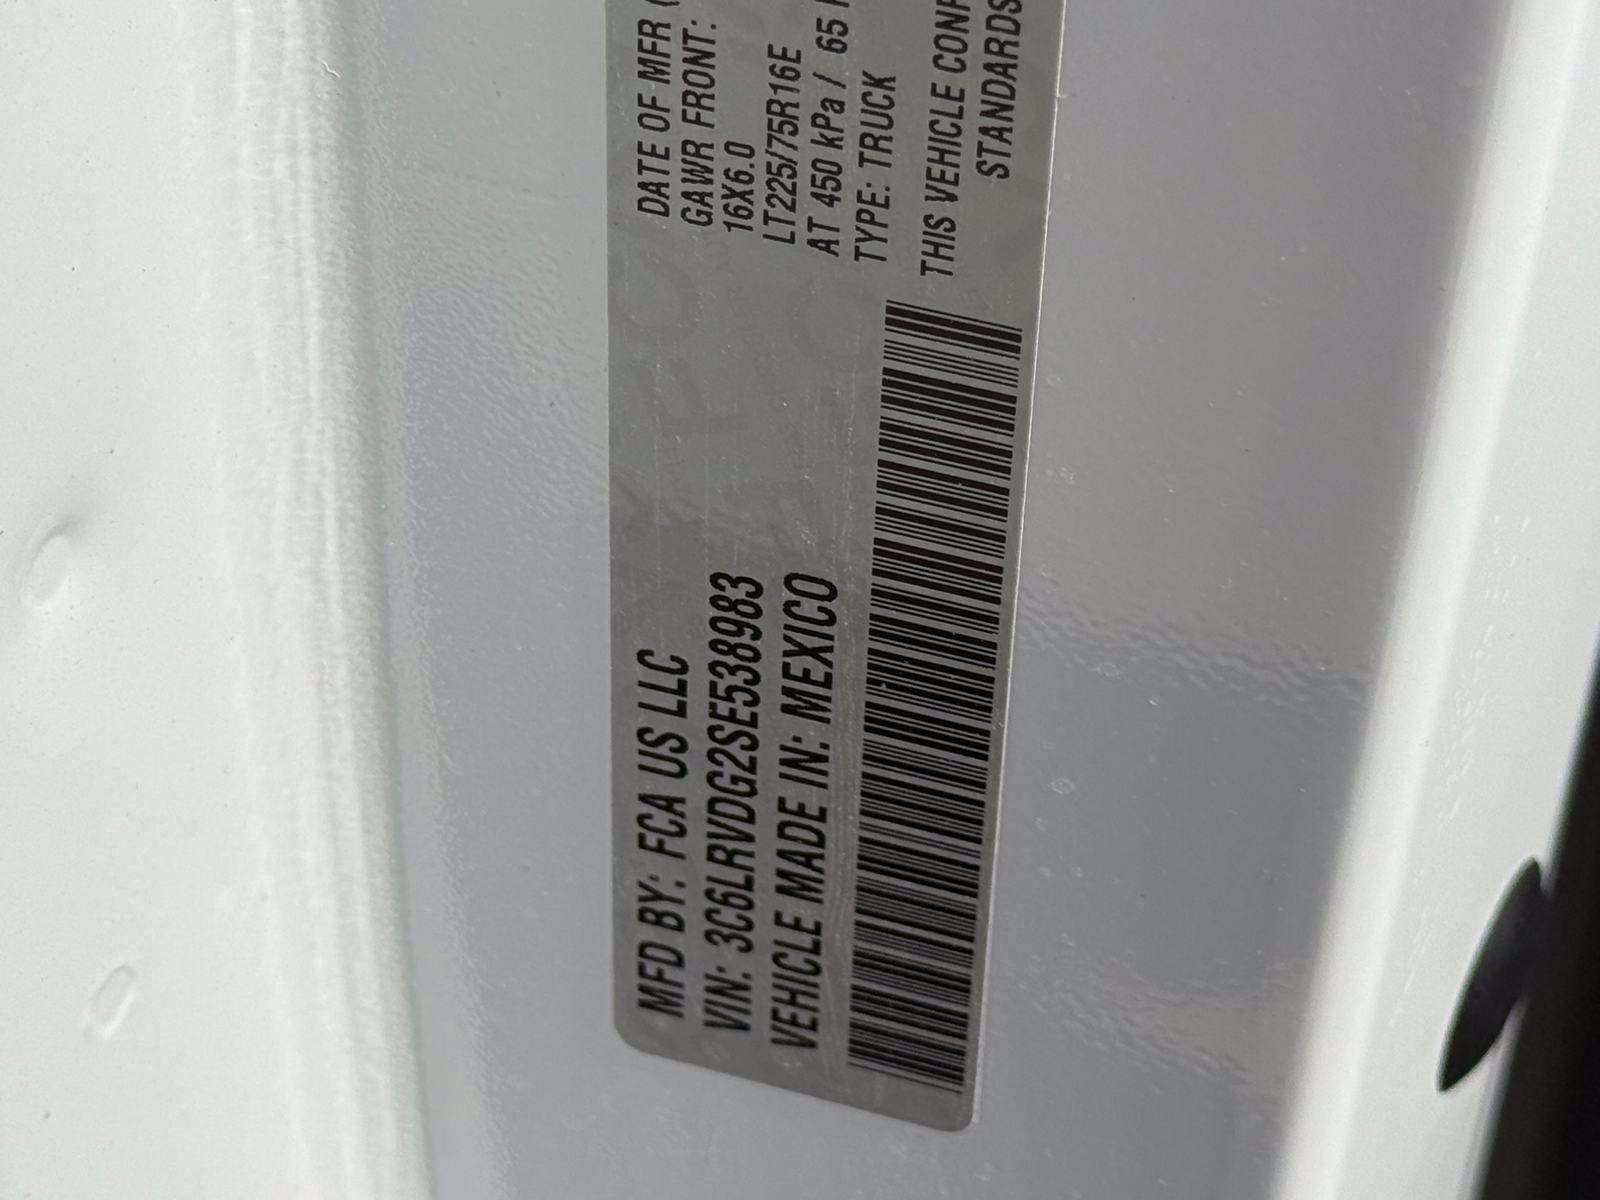 MFD BY: FCA US LLC
VIN: 3C6LRVDG2SE538983
VEHICLE MADE IN: MEXICO
DATE OF MFR
GAWR FRONT:
16X6.0
LT225/75R16E
AT 450 kPa / 65
TYPE: TRUCK
THIS VEHICLE
STANDARDS